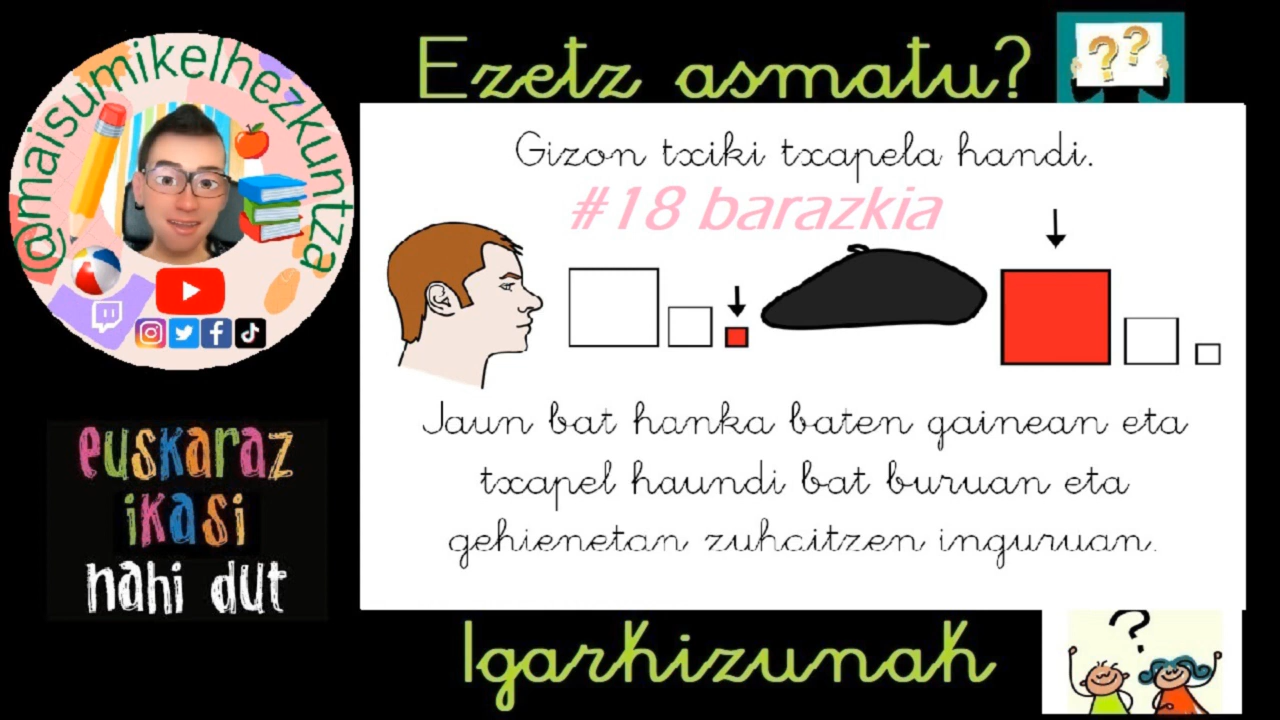 @maisumikelhezkuntza
Ezetz asmatu?
? ?
Gizon txiki txapela handi.
#18 barazkia
Jaun bat hanka baten gainean eta
txapel haundi bat buruan eta
gehienetan zuhaitzen inguruan.
euskaraz
ikasi
nahi dut
Igarkizunak
?